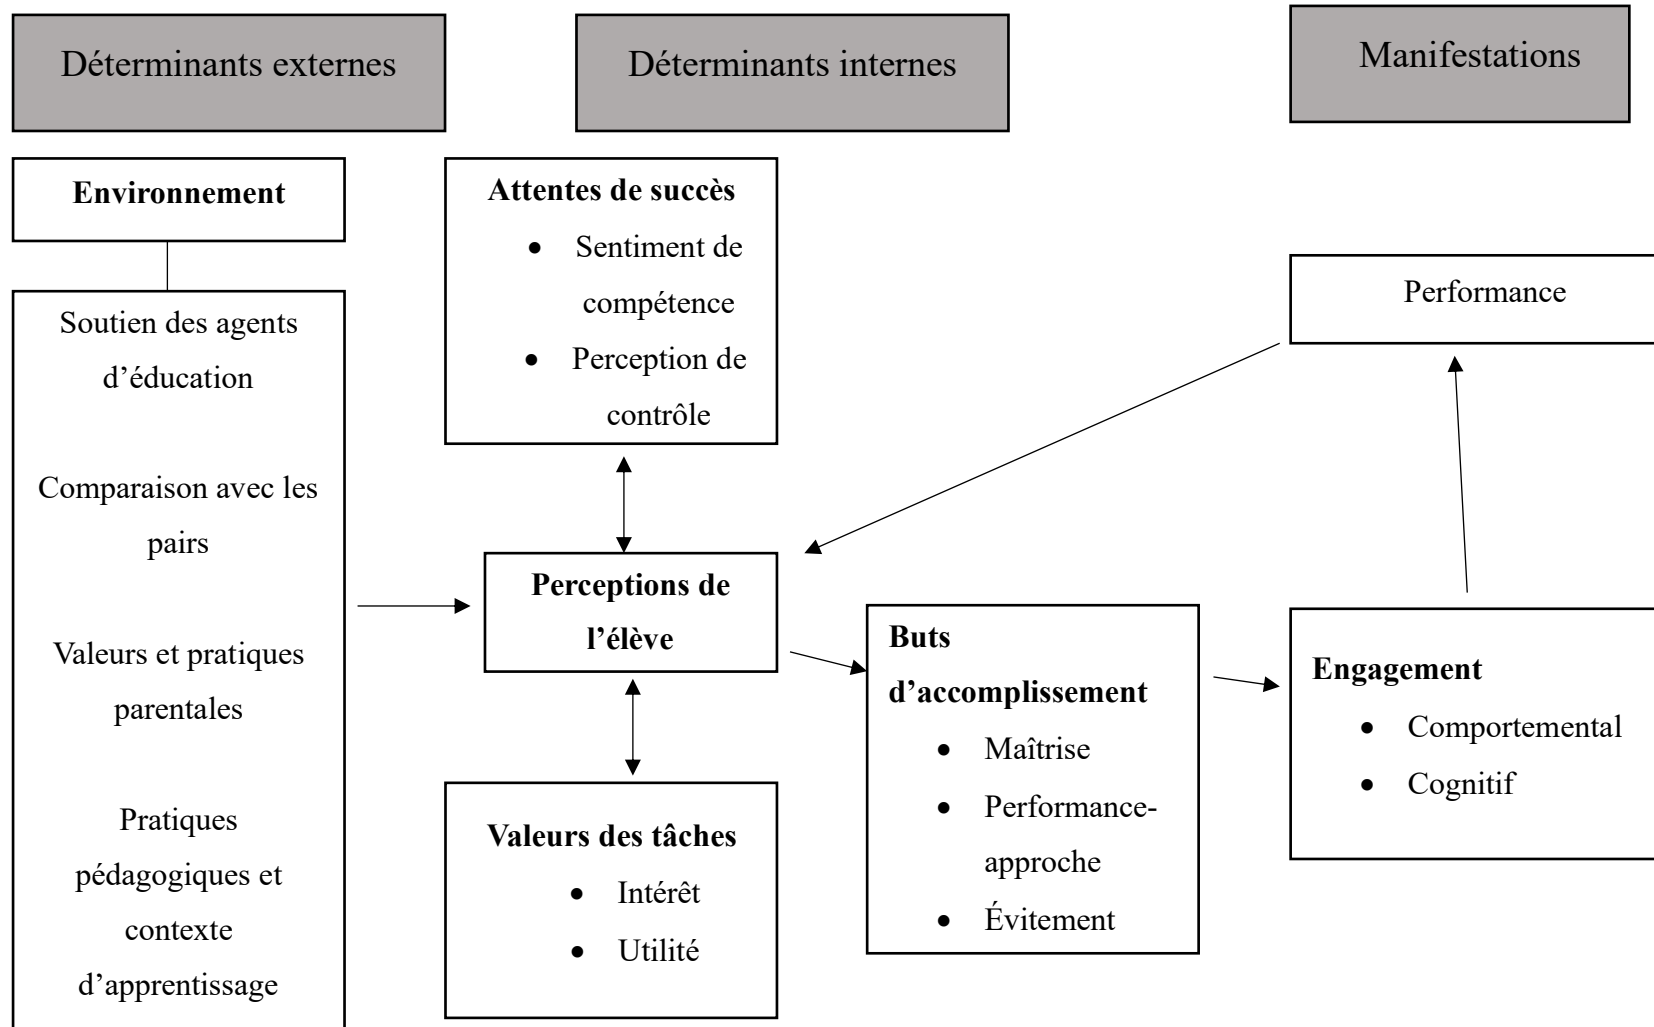 Déterminants externes
Déterminants internes
Manifestations
Environnement
Soutien des agents
d’éducation
Comparaison avec les
pairs
Valeurs et pratiques
parentales
Pratiques
pédagogiques et
contexte
d’apprentissage
Attentes de succès
• Sentiment de
compétence
• Perception de
contrôle
Perceptions de
l’élève
Valeurs des tâches
• Intérêt
• Utilité
Buts
d’accomplissement
• Maîtrise
• Performance-
approche
• Évitement
Performance
Engagement
• Comportemental
• Cognitif